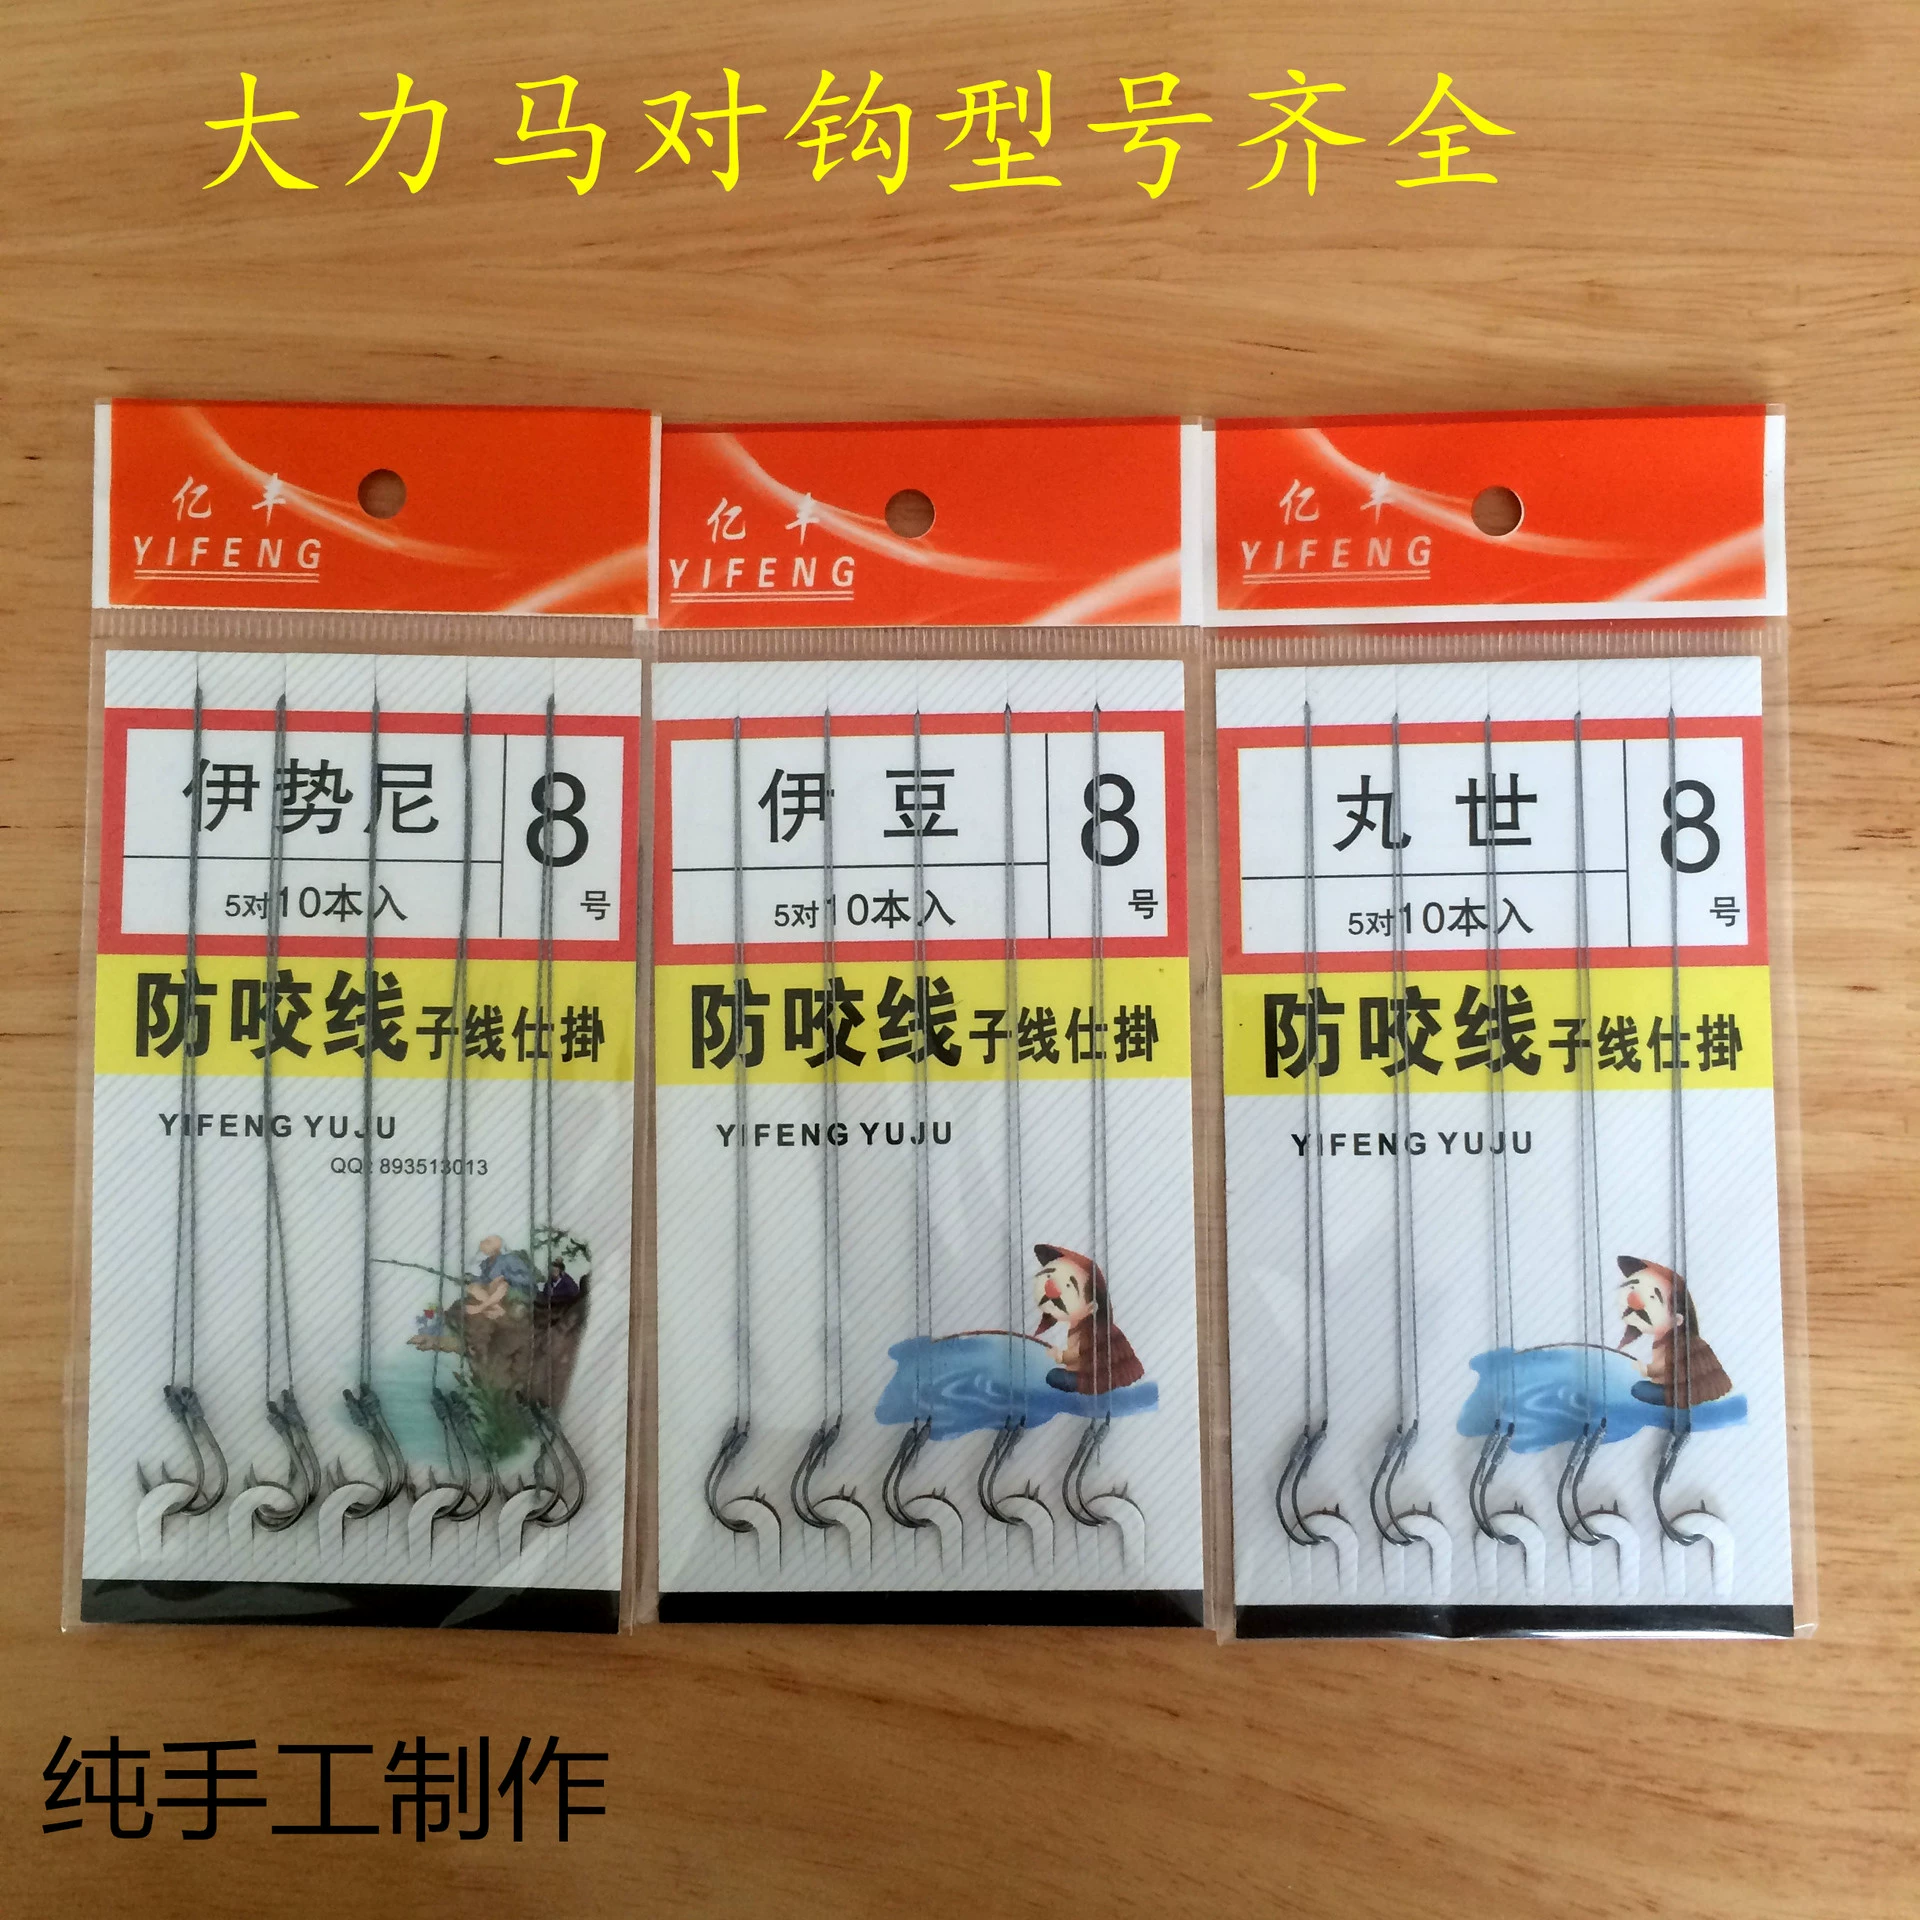 大力马对钩型号齐全
亿丰
YIFENG
伊势尼
8
号
5对10本入
防咬线子线仕掛
YIFENG YUJU
QQ: 893513013
亿丰
YIFENG
伊豆
8
号
5对10本入
防咬线子线仕掛
YIFENG YUJU
亿丰
YIFENG
丸世
8
号
5对10本入
防咬线子线仕掛
YIFENG YUJU
纯手工制作